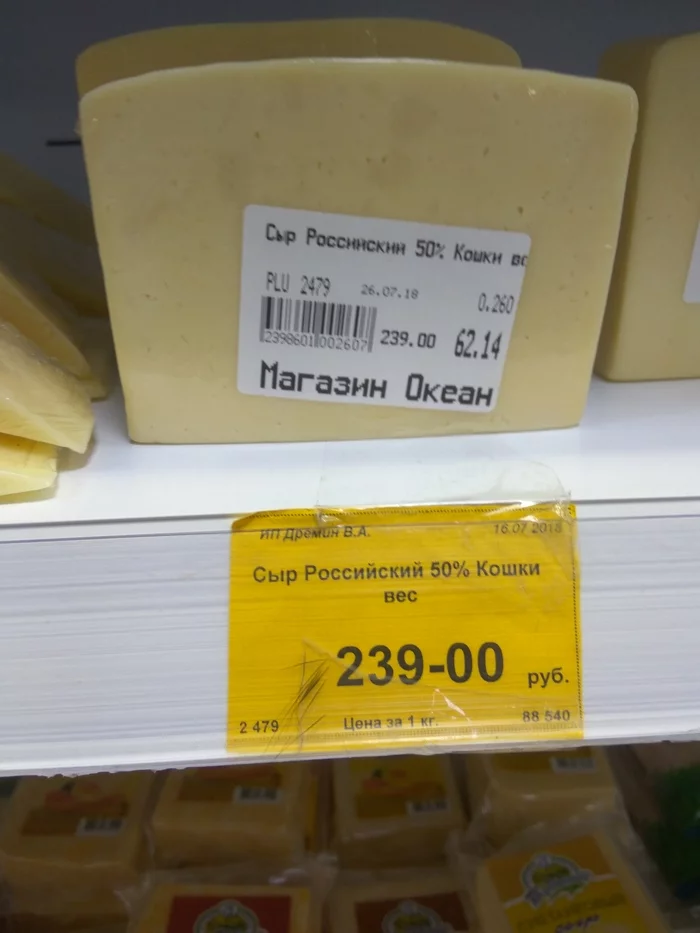 Сыр Российский 50% Кошки вс
PLU 2479 26.07.18 0.260
2398601002607 239.00 62.14
Магазин Океан
ИП Дремин В.А. 16.07 2018
Сыр Российский 50% Кошки
вес
239-00 руб.
2 479 Цена за 1 кг. 88 540